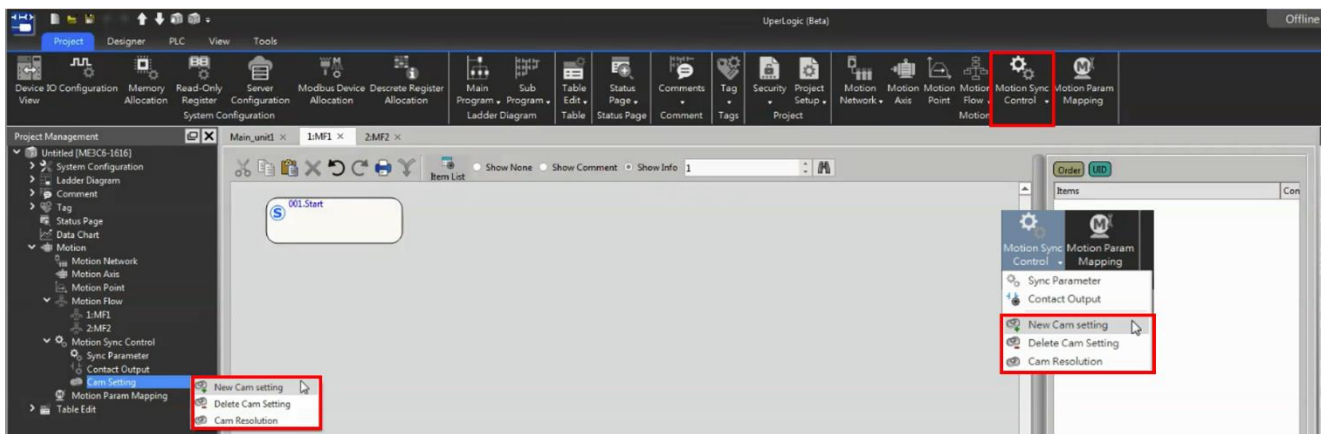 UperLogic (Beta)
Offline
Project Designer PLC View Tools
Device IO Configuration Memory Read-Only Server Modbus Device Descrete Register Main Sub Table Status Comments Tag Security Project Motion Motion Motion Motion Motion Sync Motion Param
View Allocation Register Configuration Allocation Allocation Program Program Edit Page Setup Network Axis Point Flow Control Mapping
System Configuration Ladder Diagram Table Status Page Comment Tags Project Motion
Project Management
Main_unit1 × 1:MF1 × 2:MF2 ×
Untitled [ME3C6-1616]
System Configuration
Ladder Diagram
Comment
Tag
Status Page
Data Chart
Motion
Motion Network
Motion Axis
Motion Point
Motion Flow
1:MF1
2:MF2
Motion Sync Control
Sync Parameter
Contact Output
Cam Setting
Motion Param Mapping
Table Edit
New Cam setting
Delete Cam Setting
Cam Resolution
Item List
Show None Show Comment Show Info 1
S 001.Start
Order UID
Items Con
Motion Sync Motion Param
Control Mapping
Sync Parameter
Contact Output
New Cam setting
Delete Cam Setting
Cam Resolution